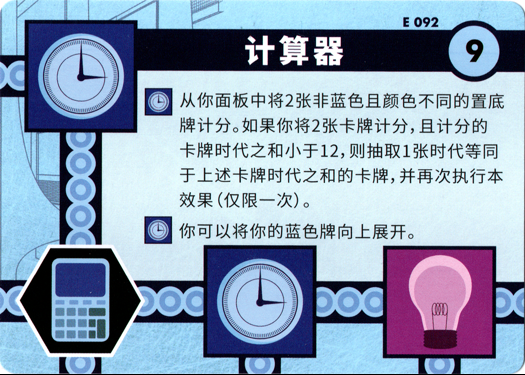 E 092
计算器
9
从你面板中将2张非蓝色且颜色不同的置底
牌计分。如果你将2张卡牌计分，且计分的
卡牌时代之和小于12，则抽取1张时代等同
于上述卡牌时代之和的卡牌，并再次执行本
效果（仅限一次）。
你可以将你的蓝色牌向上展开。